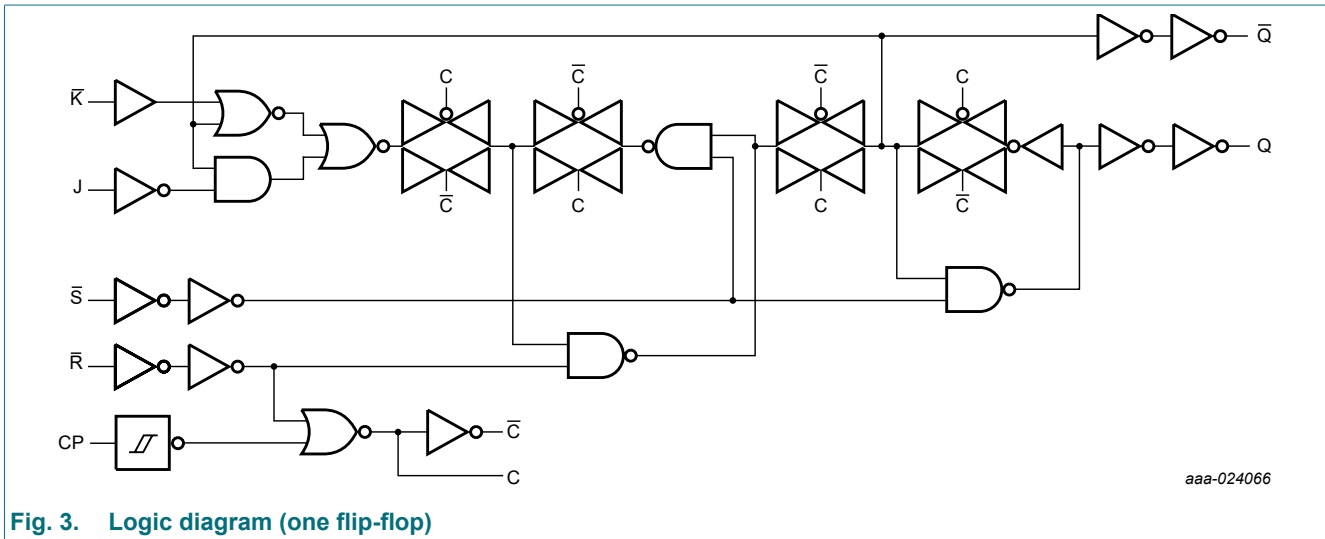 Q̅
K̅
C
C̅
C̅
C̅
Q
J
C̅
C
C
C̅
S̅
R̅
CP
C̅
C
aaa-024066
Fig. 3. Logic diagram (one flip-flop)